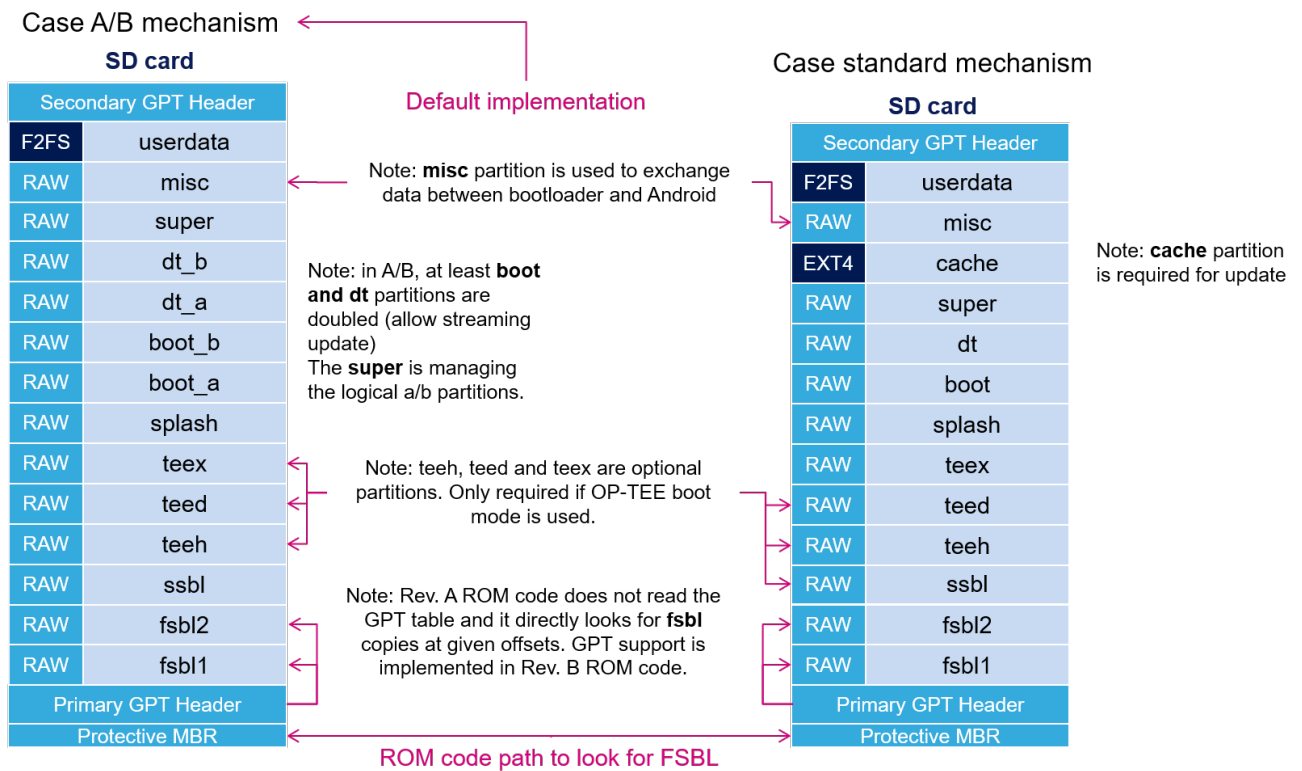 Case A/B mechanism
SD card
Secondary GPT Header
F2FS userdata
RAW misc
RAW super
RAW dt_b
RAW dt_a
RAW boot_b
RAW boot_a
RAW splash
RAW teex
RAW teed
RAW teeh
RAW ssbl
RAW fsbl2
RAW fsbl1
Primary GPT Header
Protective MBR
Default implementation
Note: misc partition is used to exchange
data between bootloader and Android
Note: in A/B, at least boot
and dt partitions are
doubled (allow streaming
update)
The super is managing
the logical a/b partitions.
Note: teeh, teed and teex are optional
partitions. Only required if OP-TEE boot
mode is used.
Note: Rev. A ROM code does not read the
GPT table and it directly looks for fsbl
copies at given offsets. GPT support is
implemented in Rev. B ROM code.
ROM code path to look for FSBL
Case standard mechanism
SD card
Secondary GPT Header
F2FS userdata
RAW misc
EXT4 cache
RAW super
RAW dt
RAW boot
RAW splash
RAW teex
RAW teed
RAW teeh
RAW ssbl
RAW fsbl2
RAW fsbl1
Primary GPT Header
Protective MBR
Note: cache partition
is required for update